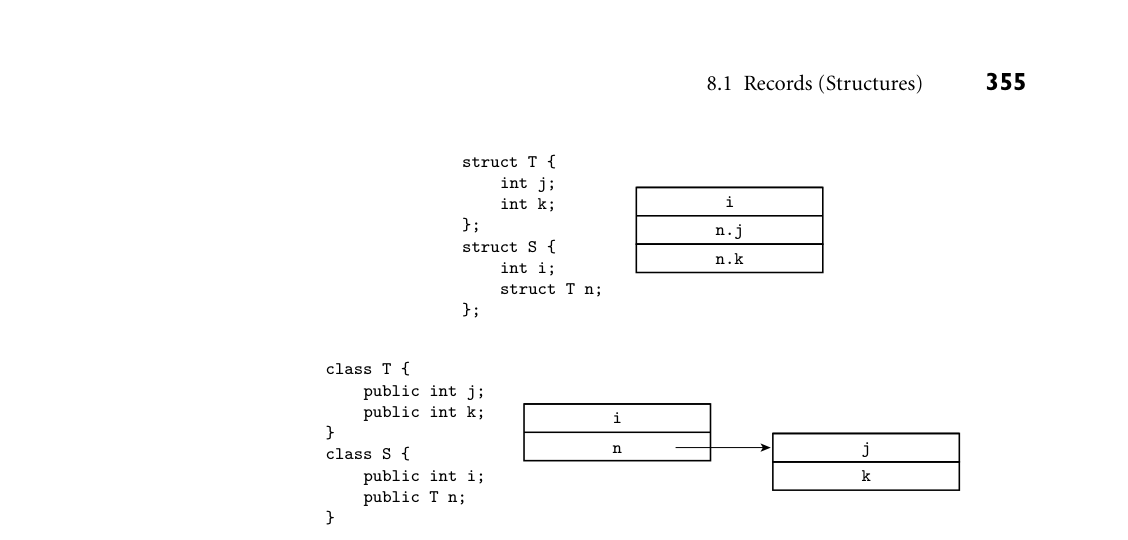 8.1 Records (Structures) 355
struct T {
    int j;
    int k;
};
struct S {
    int i;
    struct T n;
};
i
n.j
n.k
class T {
    public int j;
    public int k;
}
class S {
    public int i;
    public T n;
}
i
n
j
k